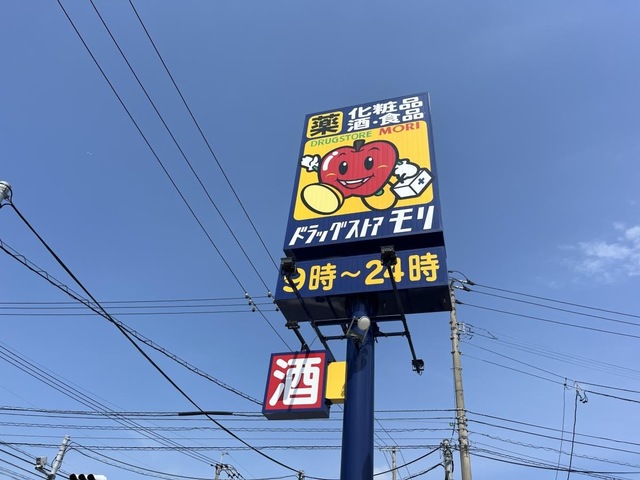 薬 化粧品
酒・食品
DRUGSTORE MORI
ドラッグストア モリ
9時～24時
酒